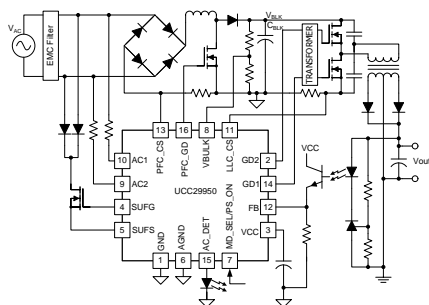 V_AC
EMC Filter
V_BLK
C_BLK
TRANSFORMER
13 16 8 11
PFC_CS PFC_GD VBULK LLC_CS
10 AC1
9 AC2
4 SUFG
5 SUFS
UCC29950
GD2 2
GD1 14
FB 12
VCC 3
VCC
Vout
GND AGND AC_DET MD_SEL/PS_ON
1 6 15 7